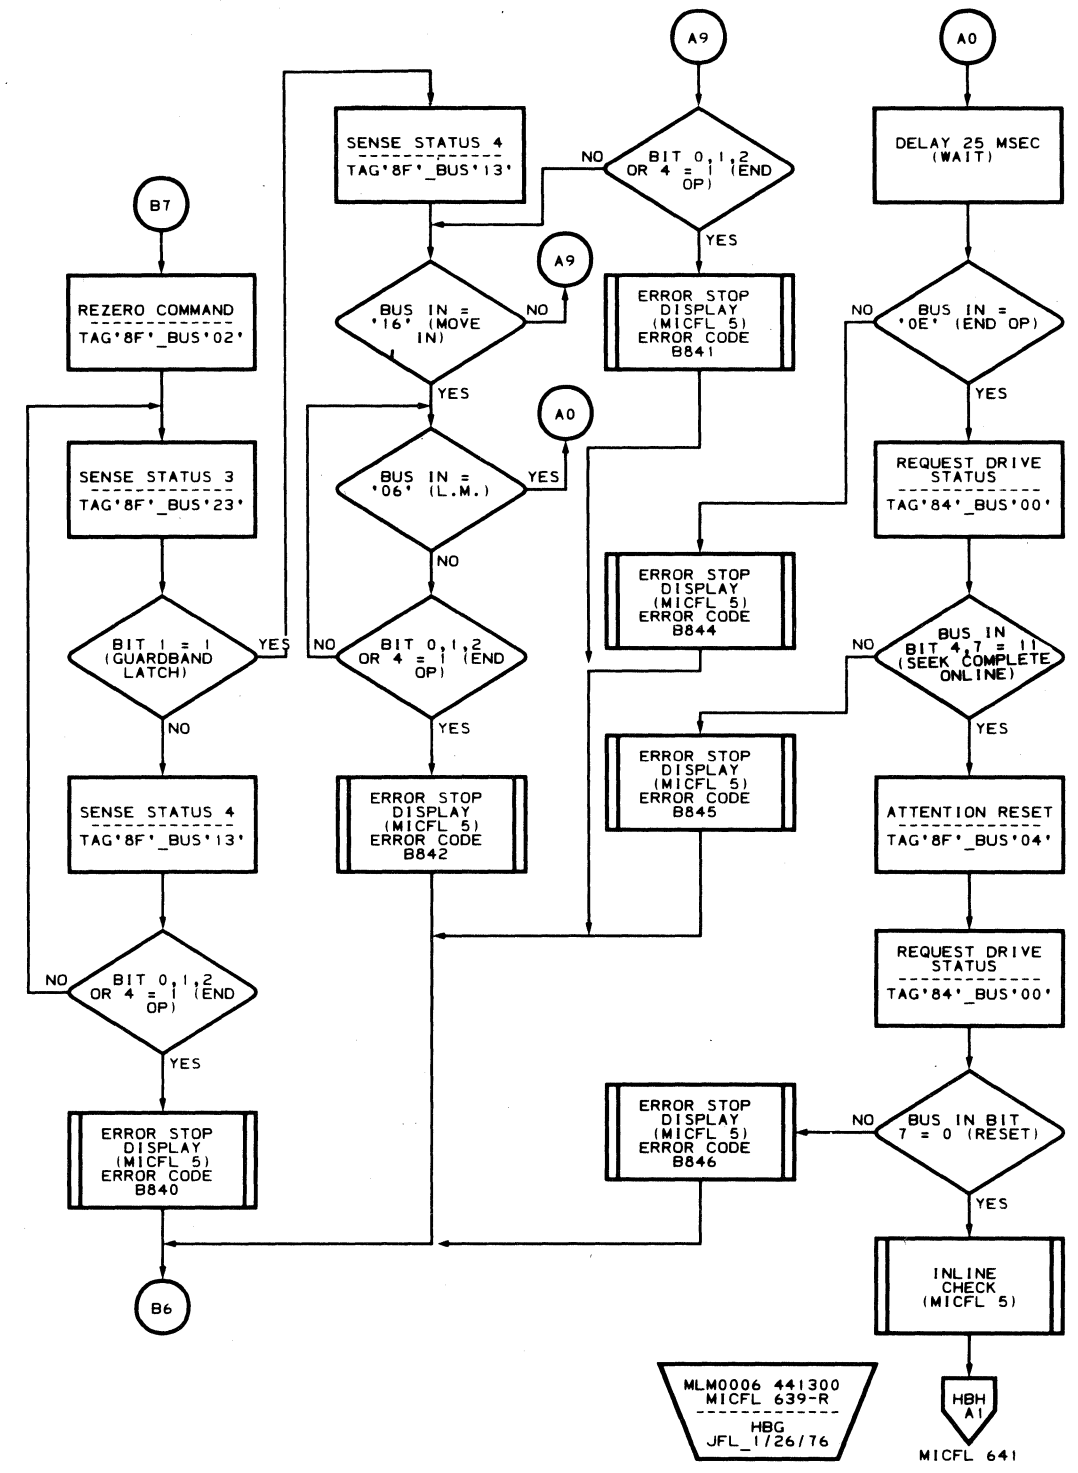 B7
REZERO COMMAND
TAG'8F'_BUS'02'
SENSE STATUS 3
TAG'8F'_BUS'23'
BIT 1 = 1
(GUARDBAND
LATCH)
YES
NO
SENSE STATUS 4
TAG'8F'_BUS'13'
BIT 0,1,2
OR 4 = 1 (END
OP)
NO
YES
ERROR STOP
DISPLAY
(MICFL 5)
ERROR CODE
B840
B6
SENSE STATUS 4
TAG'8F'_BUS'13'
BUS IN =
'16' (MOVE
IN)
NO
A9
YES
BUS IN =
'06' (L.M.)
YES
A0
NO
BIT 0,1,2
OR 4 = 1 (END
OP)
NO
YES
ERROR STOP
DISPLAY
(MICFL 5)
ERROR CODE
B842
A9
BIT 0,1,2
OR 4 = 1 (END
OP)
NO
YES
ERROR STOP
DISPLAY
(MICFL 5)
ERROR CODE
B841
ERROR STOP
DISPLAY
(MICFL 5)
ERROR CODE
B844
ERROR STOP
DISPLAY
(MICFL 5)
ERROR CODE
B845
ERROR STOP
DISPLAY
(MICFL 5)
ERROR CODE
B846
A0
DELAY 25 MSEC
(WAIT)
BUS IN =
'0E' (END OP)
NO
YES
REQUEST DRIVE
STATUS
TAG'84'_BUS'00'
BUS IN
BIT 4,7 = 11
(SEEK COMPLETE
ONLINE)
NO
YES
ATTENTION RESET
TAG'8F'_BUS'04'
REQUEST DRIVE
STATUS
TAG'84'_BUS'00'
BUS IN BIT
7 = 0 (RESET)
NO
YES
INLINE
CHECK
(MICFL 5)
HBH
A1
MICFL 641
MLM0006 441300
MICFL 639-R
HBG
JFL_1/26/76